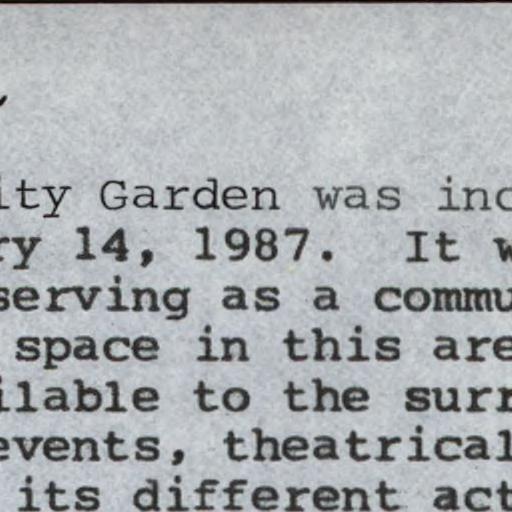 ity Garden was inc
ry 14, 1987. It w
serving as a commu
space in this are
ilable to the surr
events, theatrical
its different act